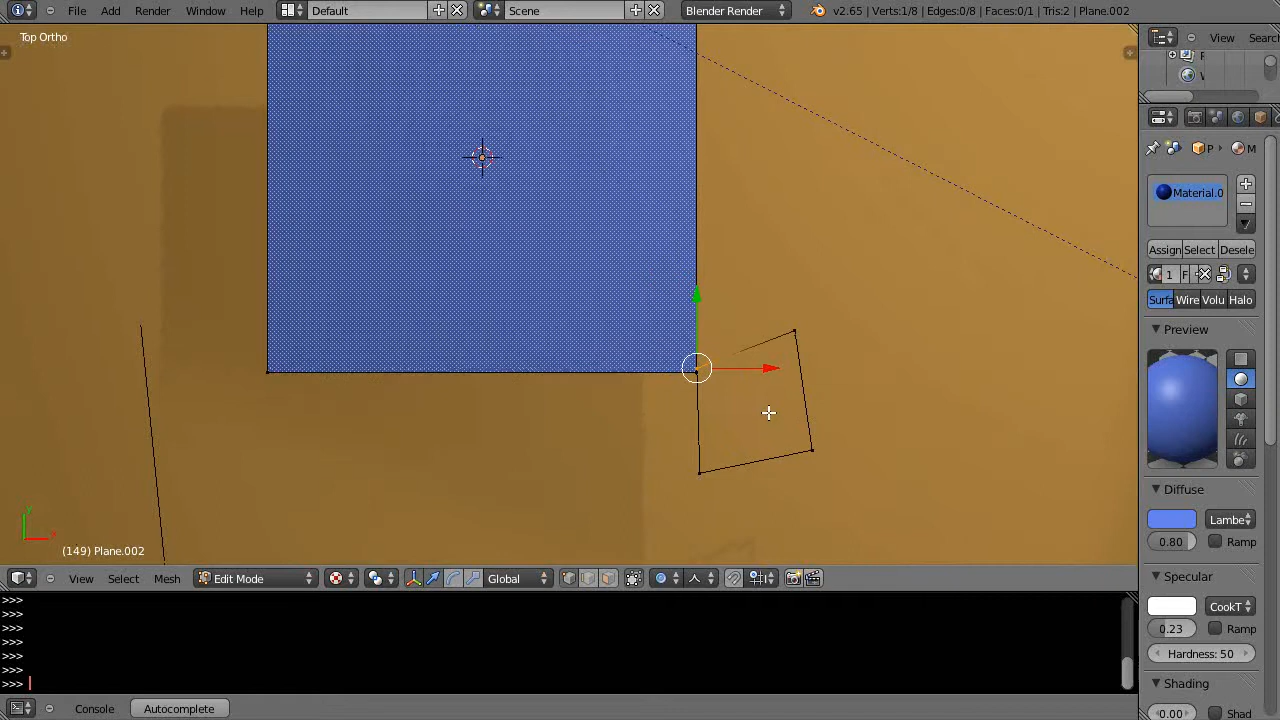 File Add Render Window Help Default Scene Blender Render v2.65 | Verts:1/8 | Edges:0/8 | Faces:0/1 | Tris:2 | Plane.002
Top Ortho
View Search
P M
Material.0
Assign Select Desele
1 F
Surfa Wire Volu Halo
Preview
Diffuse
Lambe
0.80 Ramp
Specular
CookT
0.23 Ramp
Hardness: 50
Shading
0.00 Shad
y
x
(149) Plane.002
View Select Mesh Edit Mode Global
>>>
>>>
>>>
>>>
>>>
>>>
>>>
Console Autocomplete